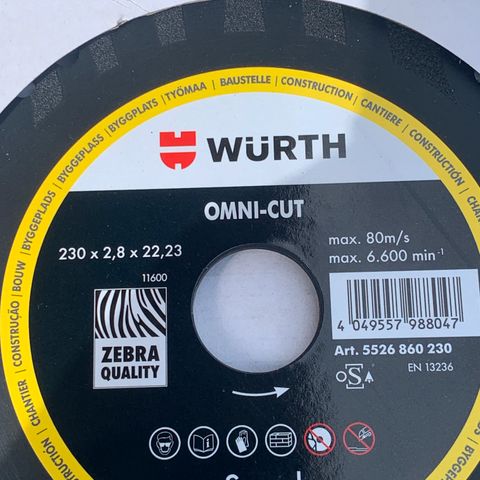 CONSTRUCTION | CHANTIER | CONSTRUÇÃO | BOUW | BYGGEPLADS | BYGGEPLASS | BYGGPLATS | TYÖMAA | BAUSTELLE | CONSTRUCTION | CANTIERE | CONSTRUCTION
WÜRTH
OMNI-CUT
230 x 2,8 x 22,23
max. 80m/s
max. 6.600 min-1
11600
ZEBRA
QUALITY
4 049557 988047
Art. 5526 860 230
EN 13236
oSA